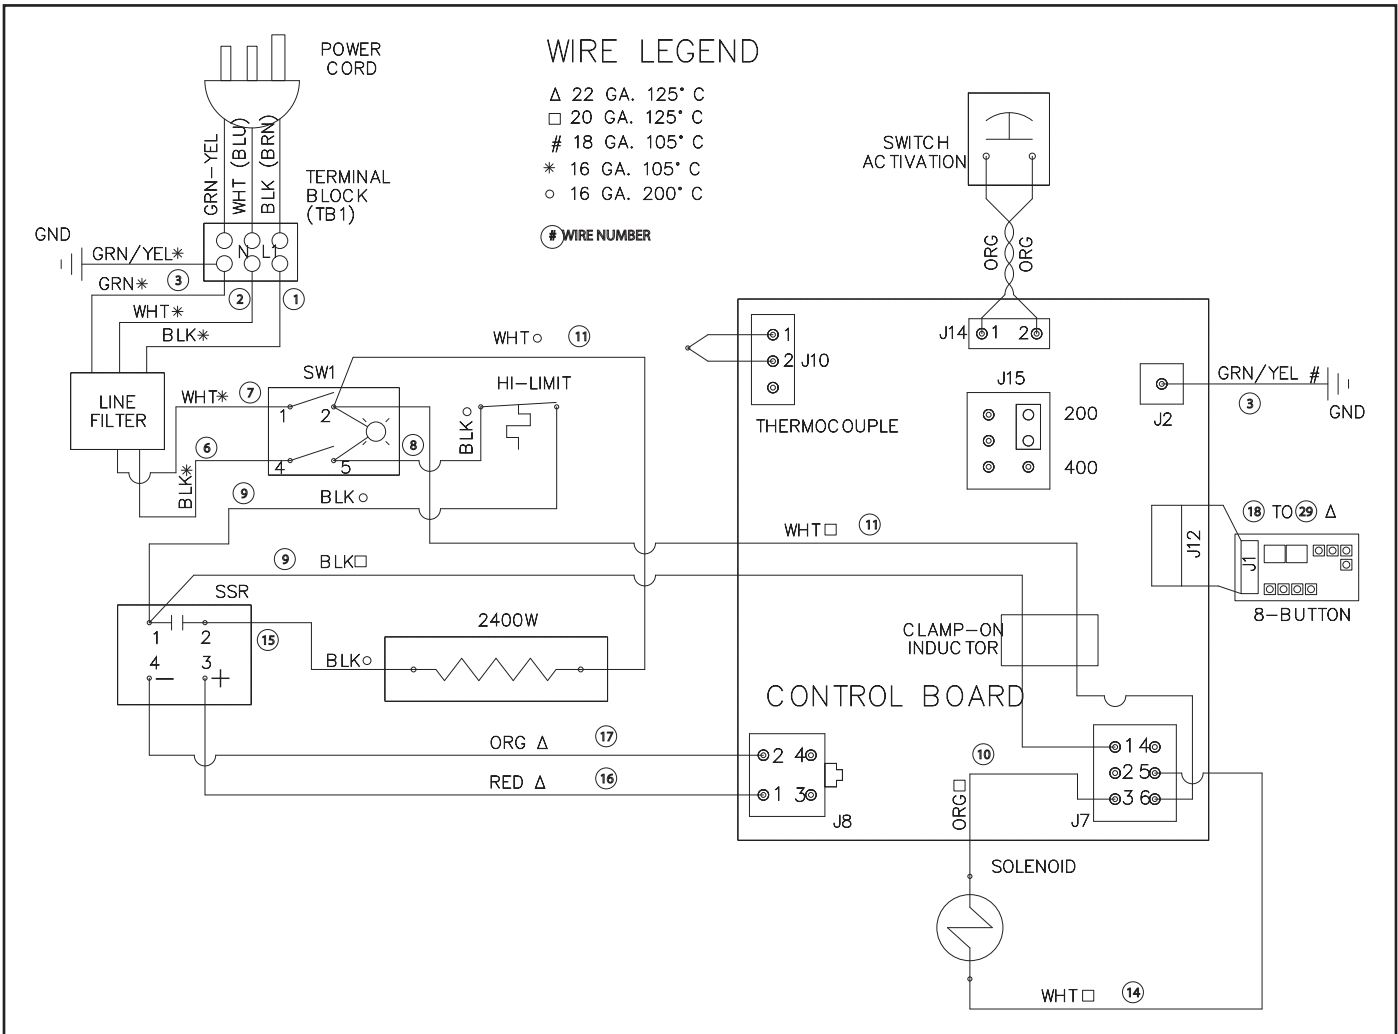 POWER
CORD
WIRE LEGEND
Δ 22 GA. 125° C
□ 20 GA. 125° C
# 18 GA. 105° C
✳ 16 GA. 105° C
○ 16 GA. 200° C
# WIRE NUMBER
GRN-YEL
WHT (BLU)
BLK (BRN)
TERMINAL
BLOCK
(TB1)
N L1
GND
GRN/YEL✳
3
GRN✳
2
1
WHT✳
BLK✳
LINE
FILTER
SWITCH
ACTIVATION
ORG
ORG
J14 1 2
1
2 J10
THERMOCOUPLE
J15
200
400
J2
GRN/YEL #
3
GND
WHT○ 11
SW1
HI-LIMIT
WHT✳ 7
1 2
BLK○
8
6
4 5
BLK✳
9
BLK○
WHT□ 11
9
BLK□
J12
18 TO 29 Δ
J1
8-BUTTON
SSR
1 2
4 3
- +
15
BLK○
2400W
CLAMP-ON
INDUCTOR
CONTROL BOARD
ORG Δ 17
RED Δ 16
2 4
1 3
J8
10
ORG□
1 4
2 5
3 6
J7
SOLENOID
WHT□ 14